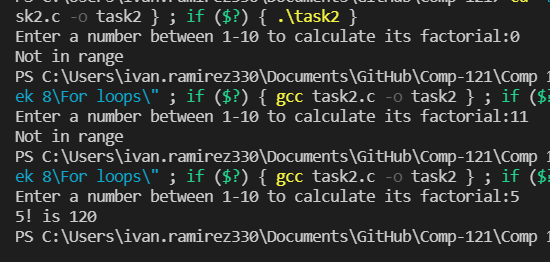 sk2.c -o task2 } ; if ($?) { .\task2 }
Enter a number between 1-10 to calculate its factorial:0
Not in range
PS C:\Users\ivan.ramirez330\Documents\GitHub\Comp-121\Comp
ek 8\For loops\" ; if ($?) { gcc task2.c -o task2 } ; if ($
Enter a number between 1-10 to calculate its factorial:11
Not in range
PS C:\Users\ivan.ramirez330\Documents\GitHub\Comp-121\Comp 1
ek 8\For loops\" ; if ($?) { gcc task2.c -o task2 } ; if ($?
Enter a number between 1-10 to calculate its factorial:5
5! is 120
PS C:\Users\ivan.ramirez330\Documents\GitHub\Comp-121\Comp 1